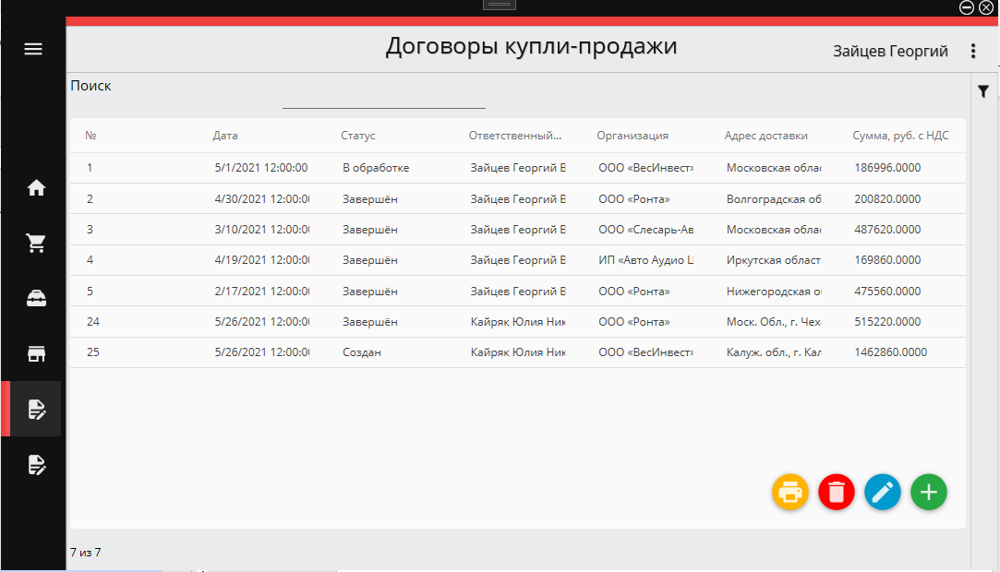 Договоры купли-продажи
Зайцев Георгий
Поиск
№ Дата Статус Ответственный... Организация Адрес доставки Сумма, руб. с НДС
1 5/1/2021 12:00:00 В обработке Зайцев Георгий В ООО «ВесИнвест» Московская облас 186996.0000
2 4/30/2021 12:00:00 Завершён Зайцев Георгий В ООО «Ронта» Волгоградская об 200820.0000
3 3/10/2021 12:00:00 Завершён Зайцев Георгий В ООО «Слесарь-Ав Московская облас 487620.0000
4 4/19/2021 12:00:00 Завершён Зайцев Георгий В ИП «Авто Аудио Ц Иркутская област 169860.0000
5 2/17/2021 12:00:00 Завершён Зайцев Георгий В ООО «Ронта» Нижегородская о 475560.0000
24 5/26/2021 12:00:00 Завершён Кайряк Юлия Ник ООО «Ронта» Моск. Обл., г. Чех 515220.0000
25 5/26/2021 12:00:00 Создан Кайряк Юлия Ник ООО «ВесИнвест» Калуж. обл., г. Кал 1462860.0000
7 из 7